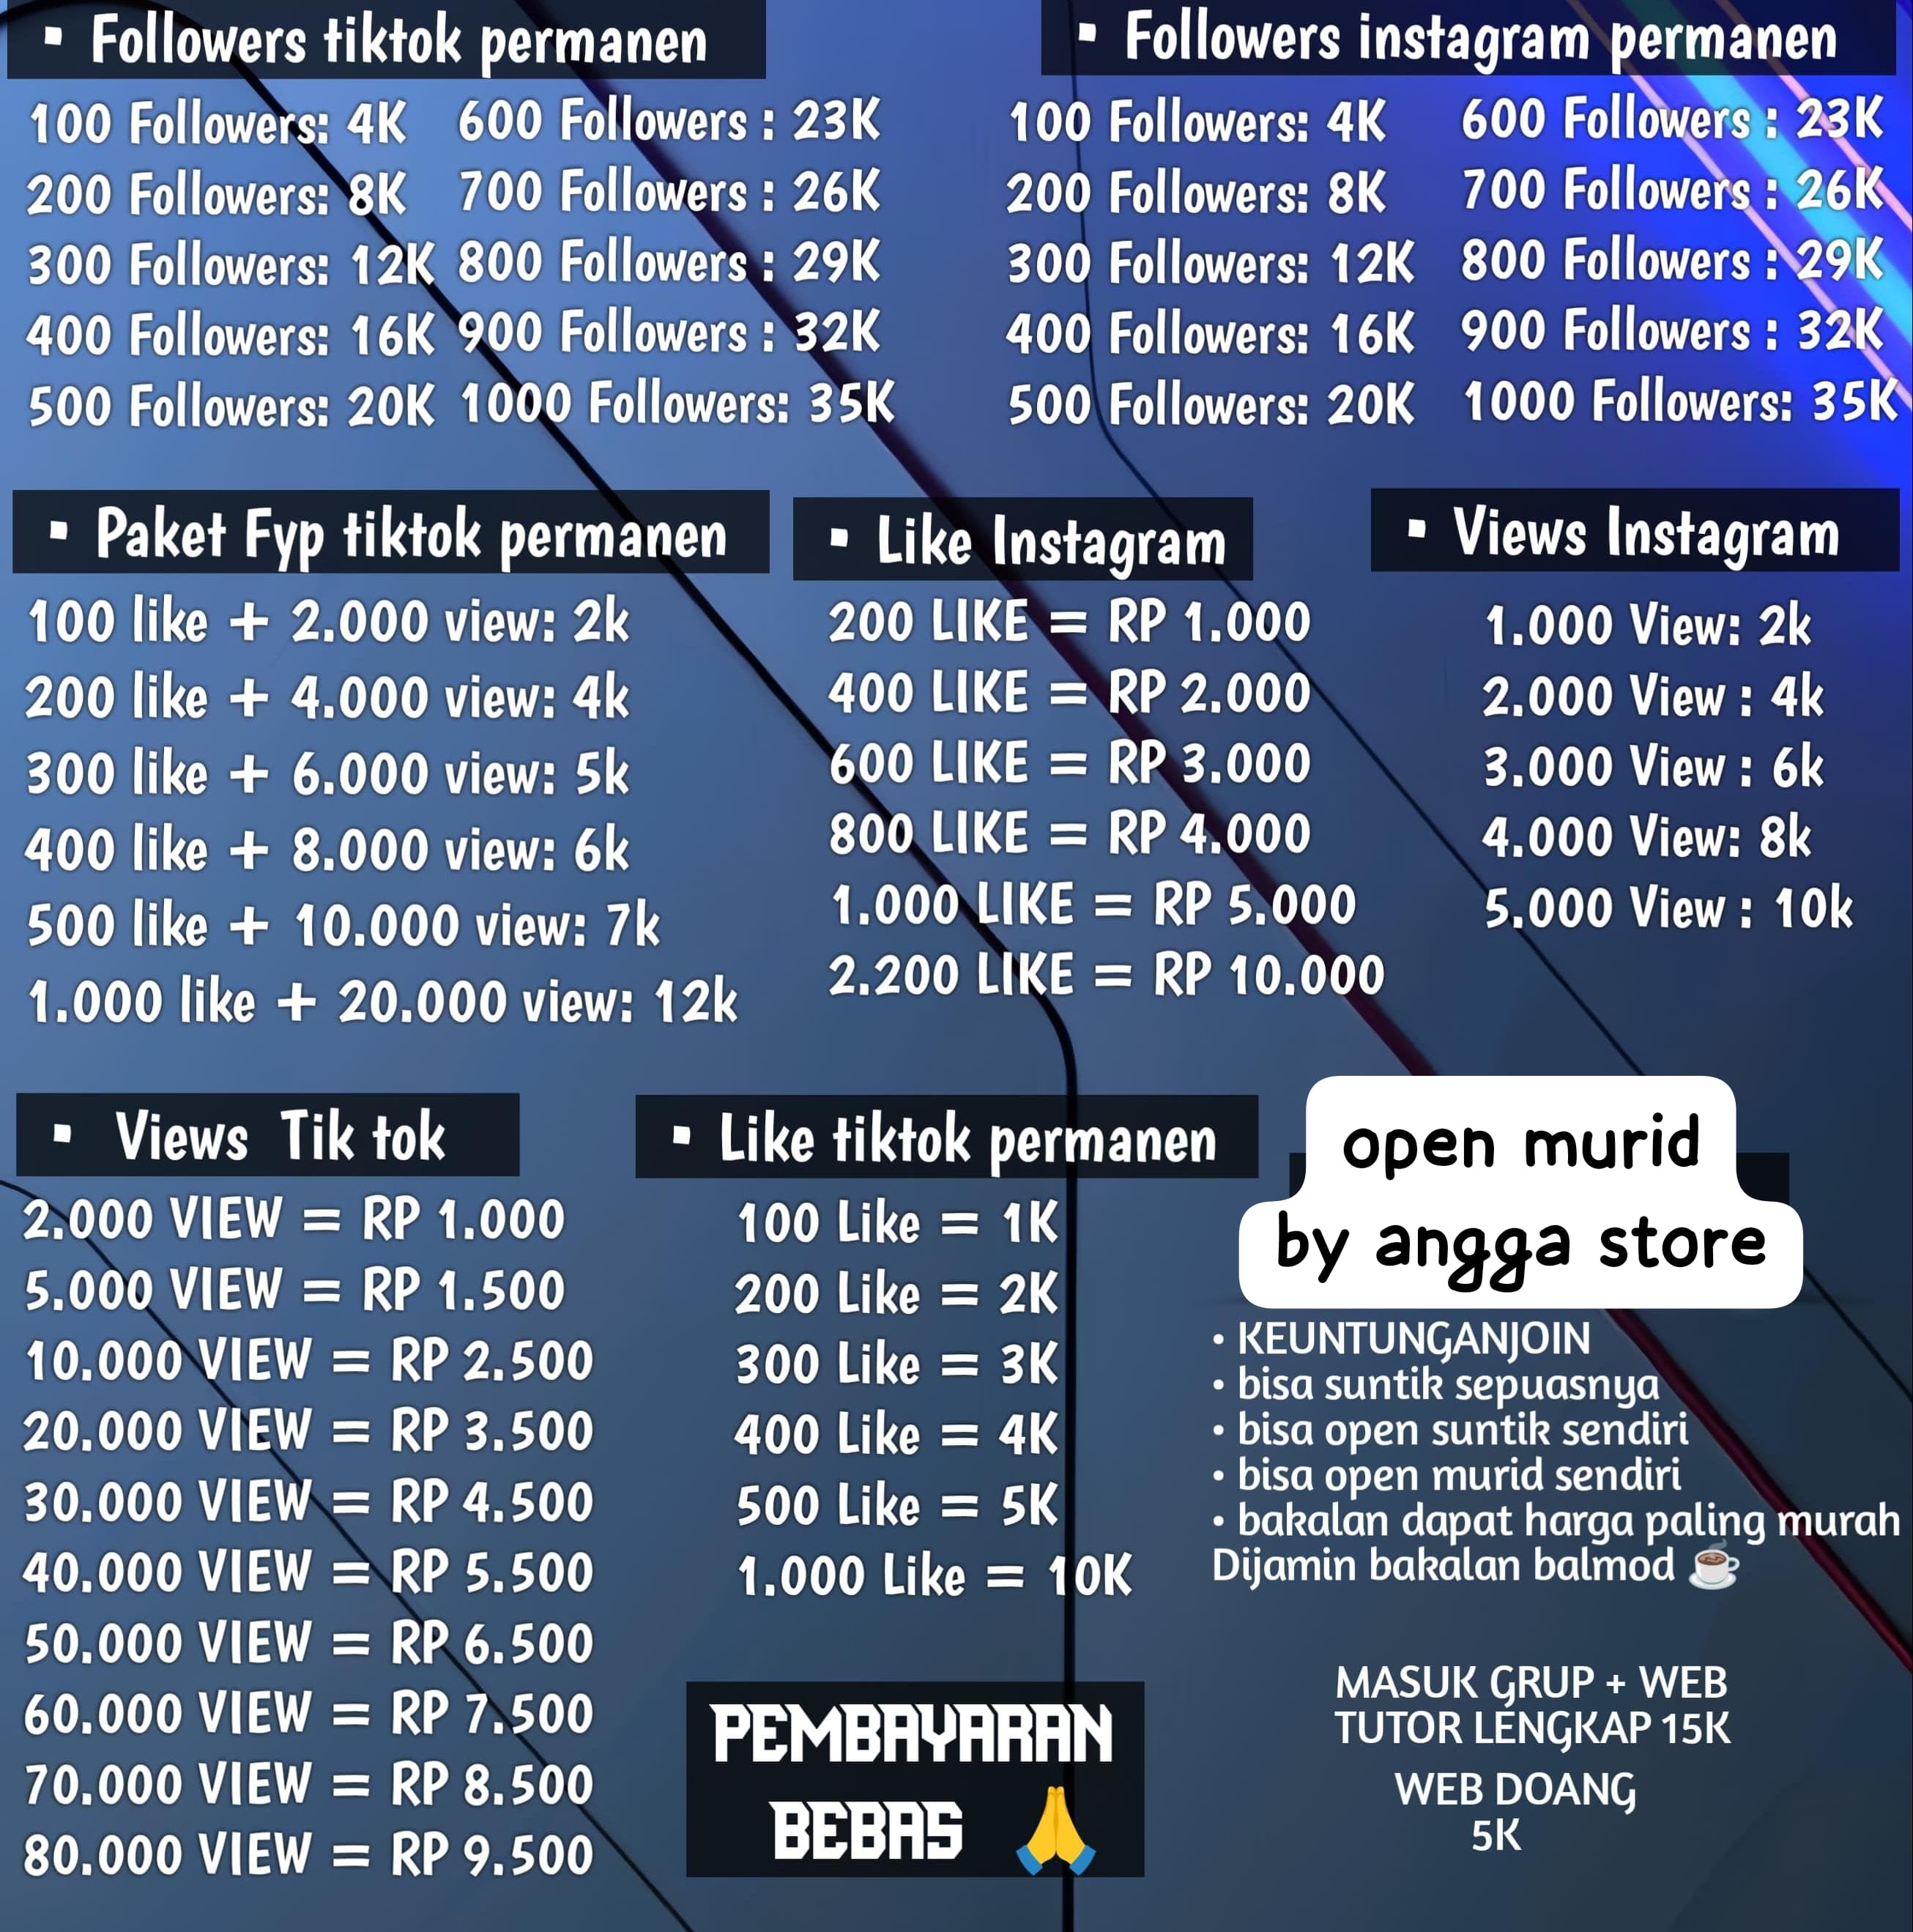 ▪ Followers tiktok permanen
100 Followers: 4K
200 Followers: 8K
300 Followers: 12K
400 Followers: 16K
500 Followers: 20K
600 Followers : 23K
700 Followers : 26K
800 Followers : 29K
900 Followers : 32K
1000 Followers: 35K
▪ Followers instagram permanen
100 Followers: 4K
200 Followers: 8K
300 Followers: 12K
400 Followers: 16K
500 Followers: 20K
600 Followers : 23K
700 Followers : 26K
800 Followers : 29K
900 Followers : 32K
1000 Followers: 35K
▪ Paket Fyp tiktok permanen
100 like + 2.000 view: 2k
200 like + 4.000 view: 4k
300 like + 6.000 view: 5k
400 like + 8.000 view: 6k
500 like + 10.000 view: 7k
1.000 like + 20.000 view: 12k
▪ Like Instagram
200 LIKE = RP 1.000
400 LIKE = RP 2.000
600 LIKE = RP 3.000
800 LIKE = RP 4.000
1.000 LIKE = RP 5.000
2.200 LIKE = RP 10.000
▪ Views Instagram
1.000 View: 2k
2.000 View : 4k
3.000 View : 6k
4.000 View: 8k
5.000 View : 10k
▪ Views Tik tok
2.000 VIEW = RP 1.000
5.000 VIEW = RP 1.500
10.000 VIEW = RP 2.500
20.000 VIEW = RP 3.500
30.000 VIEW = RP 4.500
40.000 VIEW = RP 5.500
50.000 VIEW = RP 6.500
60.000 VIEW = RP 7.500
70.000 VIEW = RP 8.500
80.000 VIEW = RP 9.500
▪ Like tiktok permanen
100 Like = 1K
200 Like = 2K
300 Like = 3K
400 Like = 4K
500 Like = 5K
1.000 Like = 10K
PEMBAYARAN
BEBAS 🙏
open murid
by angga store
• KEUNTUNGANJOIN
• bisa suntik sepuasnya
• bisa open suntik sendiri
• bisa open murid sendiri
• bakalan dapat harga paling murah
Dijamin bakalan balmod ☕
MASUK GRUP + WEB
TUTOR LENGKAP 15K
WEB DOANG
5K